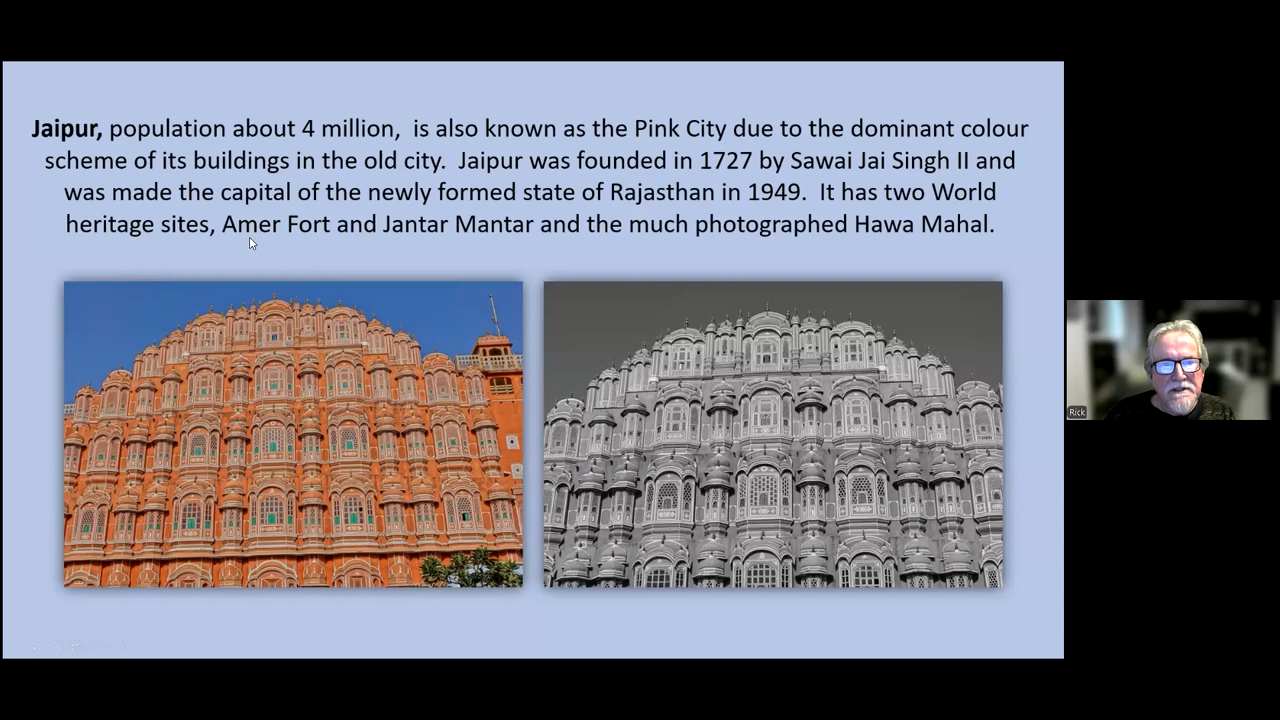 Jaipur, population about 4 million,  is also known as the Pink City due to the dominant colour
scheme of its buildings in the old city.  Jaipur was founded in 1727 by Sawai Jai Singh II and
was made the capital of the newly formed state of Rajasthan in 1949.  It has two World
heritage sites, Amer Fort and Jantar Mantar and the much photographed Hawa Mahal.
Rick